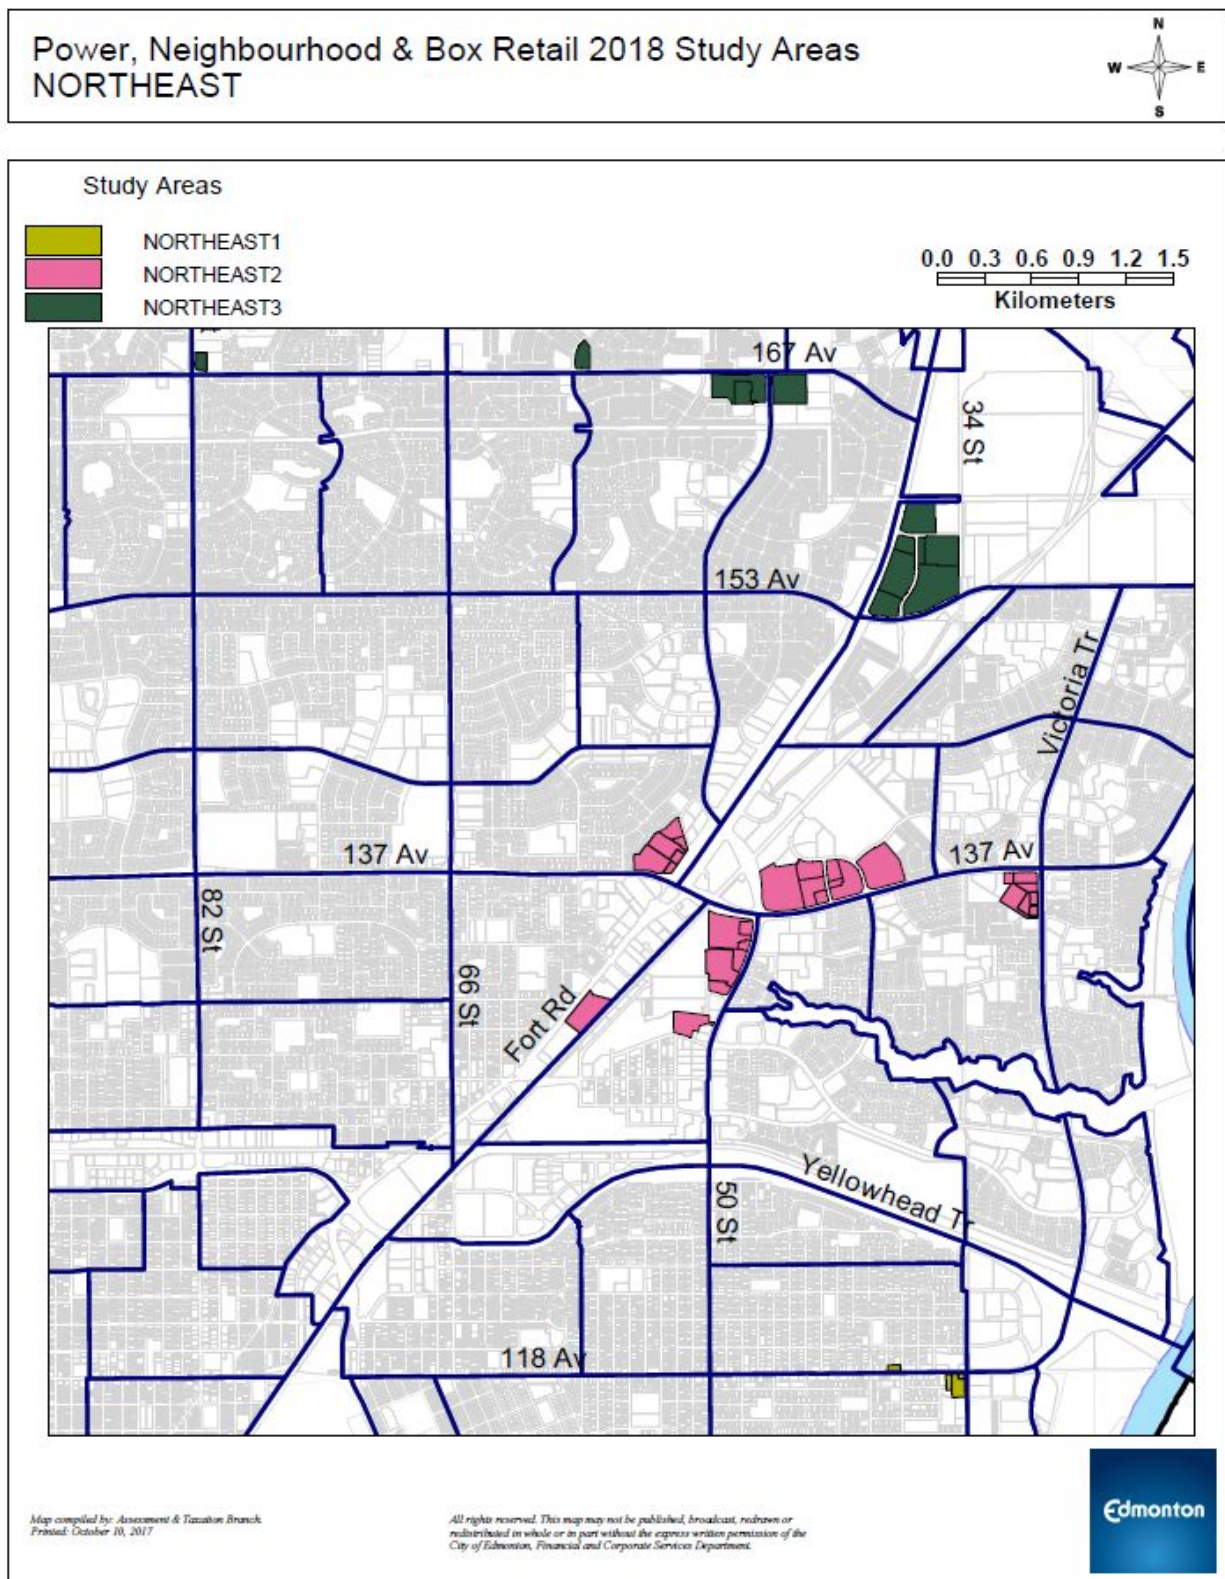 Power, Neighbourhood & Box Retail 2018 Study Areas
NORTHEAST
N
W E
S
Study Areas
NORTHEAST1
NORTHEAST2
NORTHEAST3
0.0 0.3 0.6 0.9 1.2 1.5
Kilometers
167 Av
34 St
153 Av
Victoria Tr
137 Av
137 Av
82 St
66 St
Fort Rd
Yellowhead Tr
50 St
118 Av
Map compiled by: Assessment & Taxation Branch.
Printed: October 10, 2017
All rights reserved. This map may not be published, broadcast, redrawn or
redistributed in whole or in part without the express written permission of the
City of Edmonton, Financial and Corporate Services Department.
Edmonton